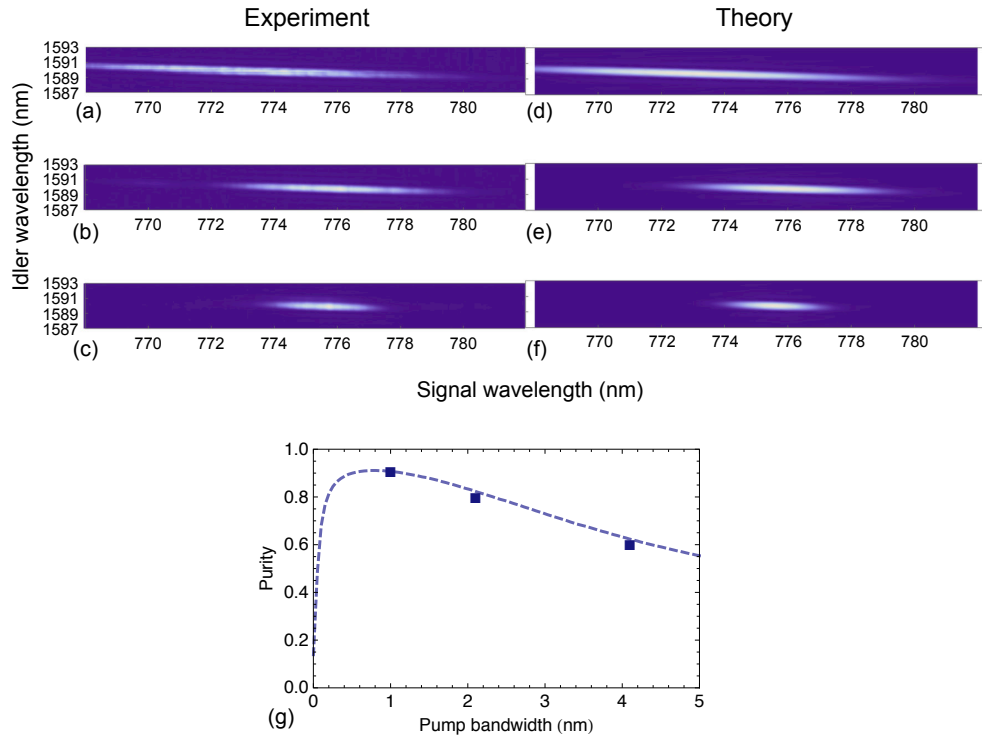 Experiment Theory
Idler wavelength (nm)
1593
1591
1589
1587
(a) 770 772 774 776 778 780 (d) 770 772 774 776 778 780
1593
1591
1589
1587
(b) 770 772 774 776 778 780 (e) 770 772 774 776 778 780
1593
1591
1589
1587
(c) 770 772 774 776 778 780 (f) 770 772 774 776 778 780
Signal wavelength (nm)
1.0
0.8
0.6
0.4
0.2
0.0
Purity
0 1 2 3 4 5
(g) Pump bandwidth (nm)